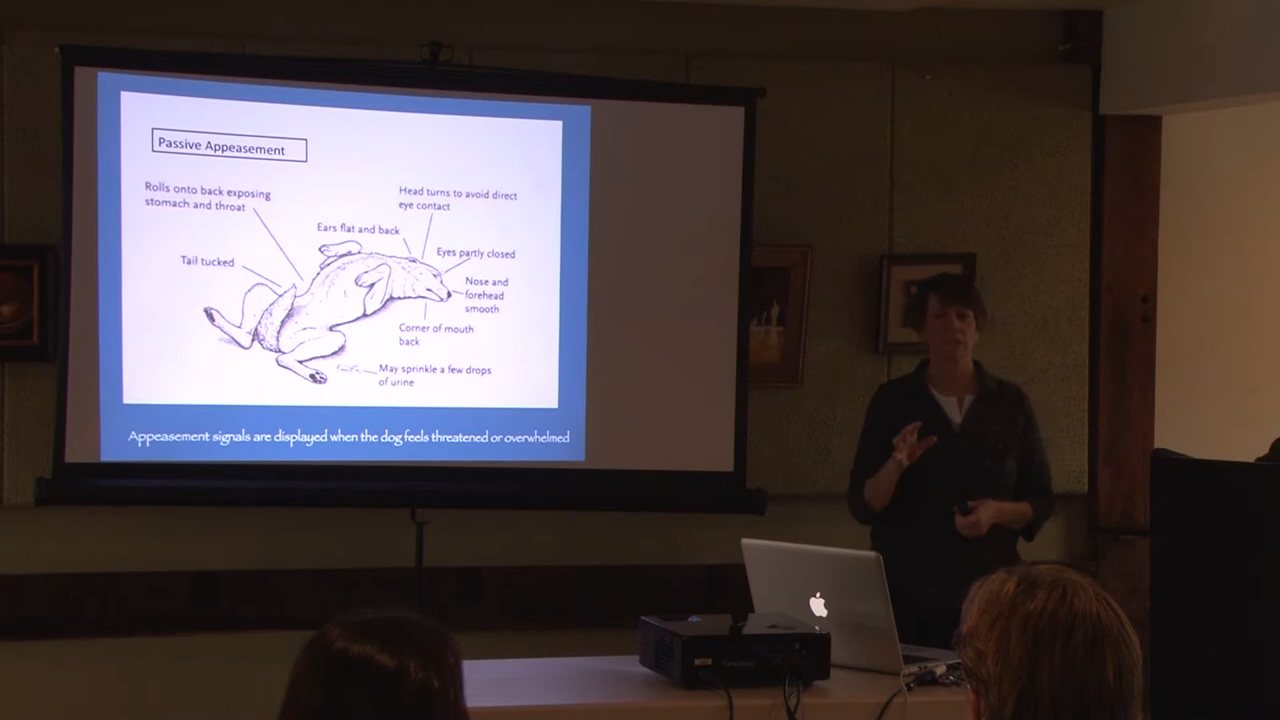 Passive Appeasement
Rolls onto back exposing
stomach and throat
Head turns to avoid direct
eye contact
Ears flat and back
Eyes partly closed
Tail tucked
Nose and
forehead
smooth
Corner of mouth
back
May sprinkle a few drops
of urine
Appeasement signals are displayed when the dog feels threatened or overwhelmed